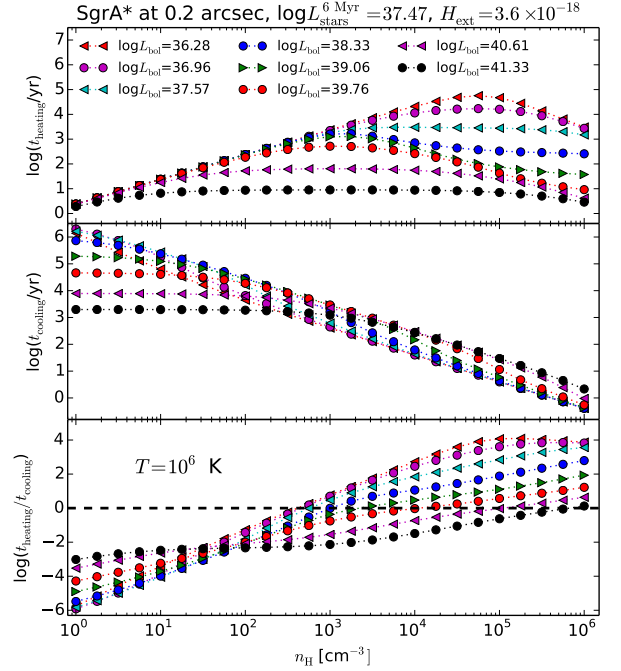 SgrA* at 0.2 arcsec, logL_stars^6 Myr=37.47, H_ext=3.6×10^-18
logL_bol=36.28 logL_bol=38.33 logL_bol=40.61
logL_bol=36.96 logL_bol=39.06 logL_bol=41.33
logL_bol=37.57 logL_bol=39.76
log(t_heating/yr)
7
6
5
4
3
2
1
0
log(t_cooling/yr)
6
5
4
3
2
1
0
log(t_heating/t_cooling)
4
2
0
−2
−4
−6
T=10^6 K
10^0 10^1 10^2 10^3 10^4 10^5 10^6
n_H [cm^-3]